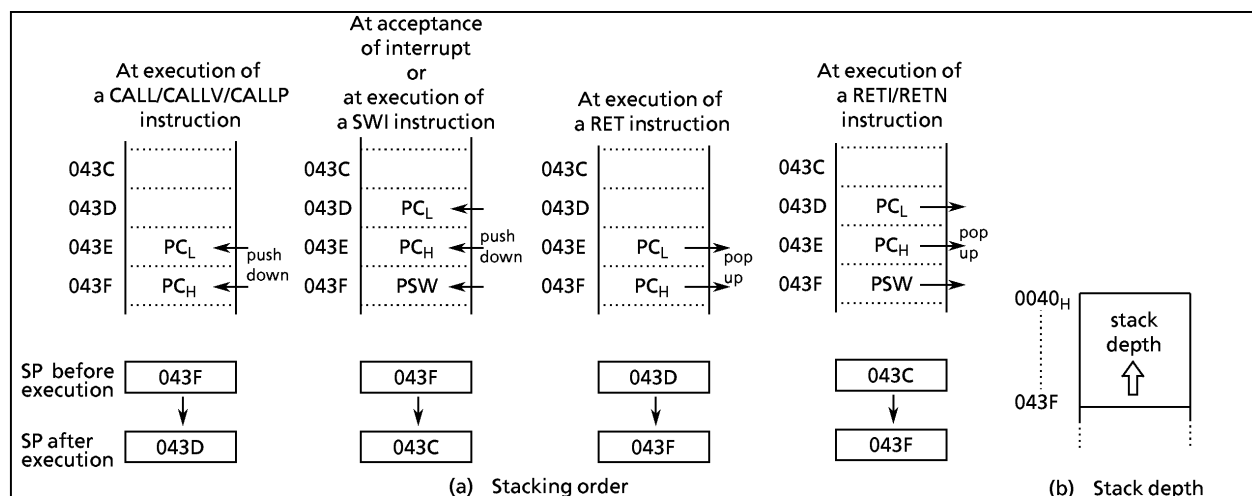 At execution of
a CALL/CALLV/CALLP
instruction
043C
043D
043E PCL push
043F PCH down
SP before
execution
043F
SP after
execution
043D
At acceptance
of interrupt
or
at execution of
a SWI instruction
043C
043D PCL
043E PCH push
down
043F PSW
043F
043C
At execution of
a RET instruction
043C
043D
043E PCL pop
043F PCH up
043D
043F
At execution of
a RETI/RETN
instruction
043C
043D PCL
043E PCH pop
up
043F PSW
043C
043F
(a) Stacking order
0040H
stack
depth
043F
(b) Stack depth